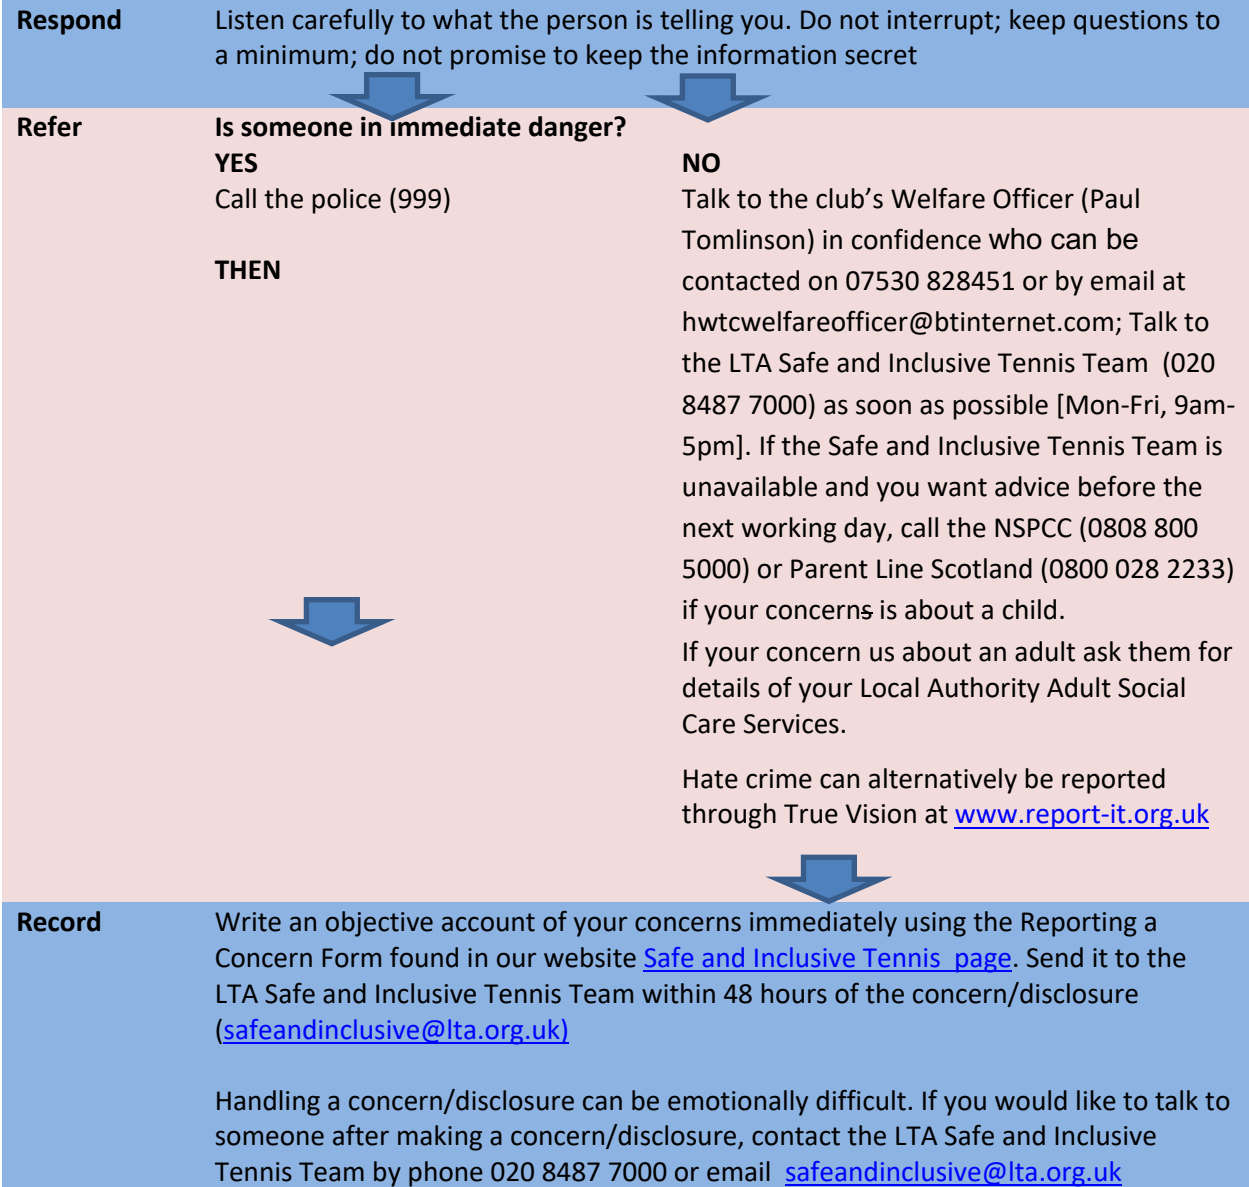 Respond
Listen carefully to what the person is telling you. Do not interrupt; keep questions to
a minimum; do not promise to keep the information secret
Refer
Is someone in immediate danger?
YES
Call the police (999)
THEN
NO
Talk to the club’s Welfare Officer (Paul
Tomlinson) in confidence who can be
contacted on 07530 828451 or by email at
hwtcwelfareofficer@btinternet.com; Talk to
the LTA Safe and Inclusive Tennis Team (020
8487 7000) as soon as possible [Mon-Fri, 9am-
5pm]. If the Safe and Inclusive Tennis Team is
unavailable and you want advice before the
next working day, call the NSPCC (0808 800
5000) or Parent Line Scotland (0800 028 2233)
if your concerns is about a child.
If your concern us about an adult ask them for
details of your Local Authority Adult Social
Care Services.
Hate crime can alternatively be reported
through True Vision at www.report-it.org.uk
Record
Write an objective account of your concerns immediately using the Reporting a
Concern Form found in our website Safe and Inclusive Tennis page. Send it to the
LTA Safe and Inclusive Tennis Team within 48 hours of the concern/disclosure
(safeandinclusive@lta.org.uk)
Handling a concern/disclosure can be emotionally difficult. If you would like to talk to
someone after making a concern/disclosure, contact the LTA Safe and Inclusive
Tennis Team by phone 020 8487 7000 or email safeandinclusive@lta.org.uk